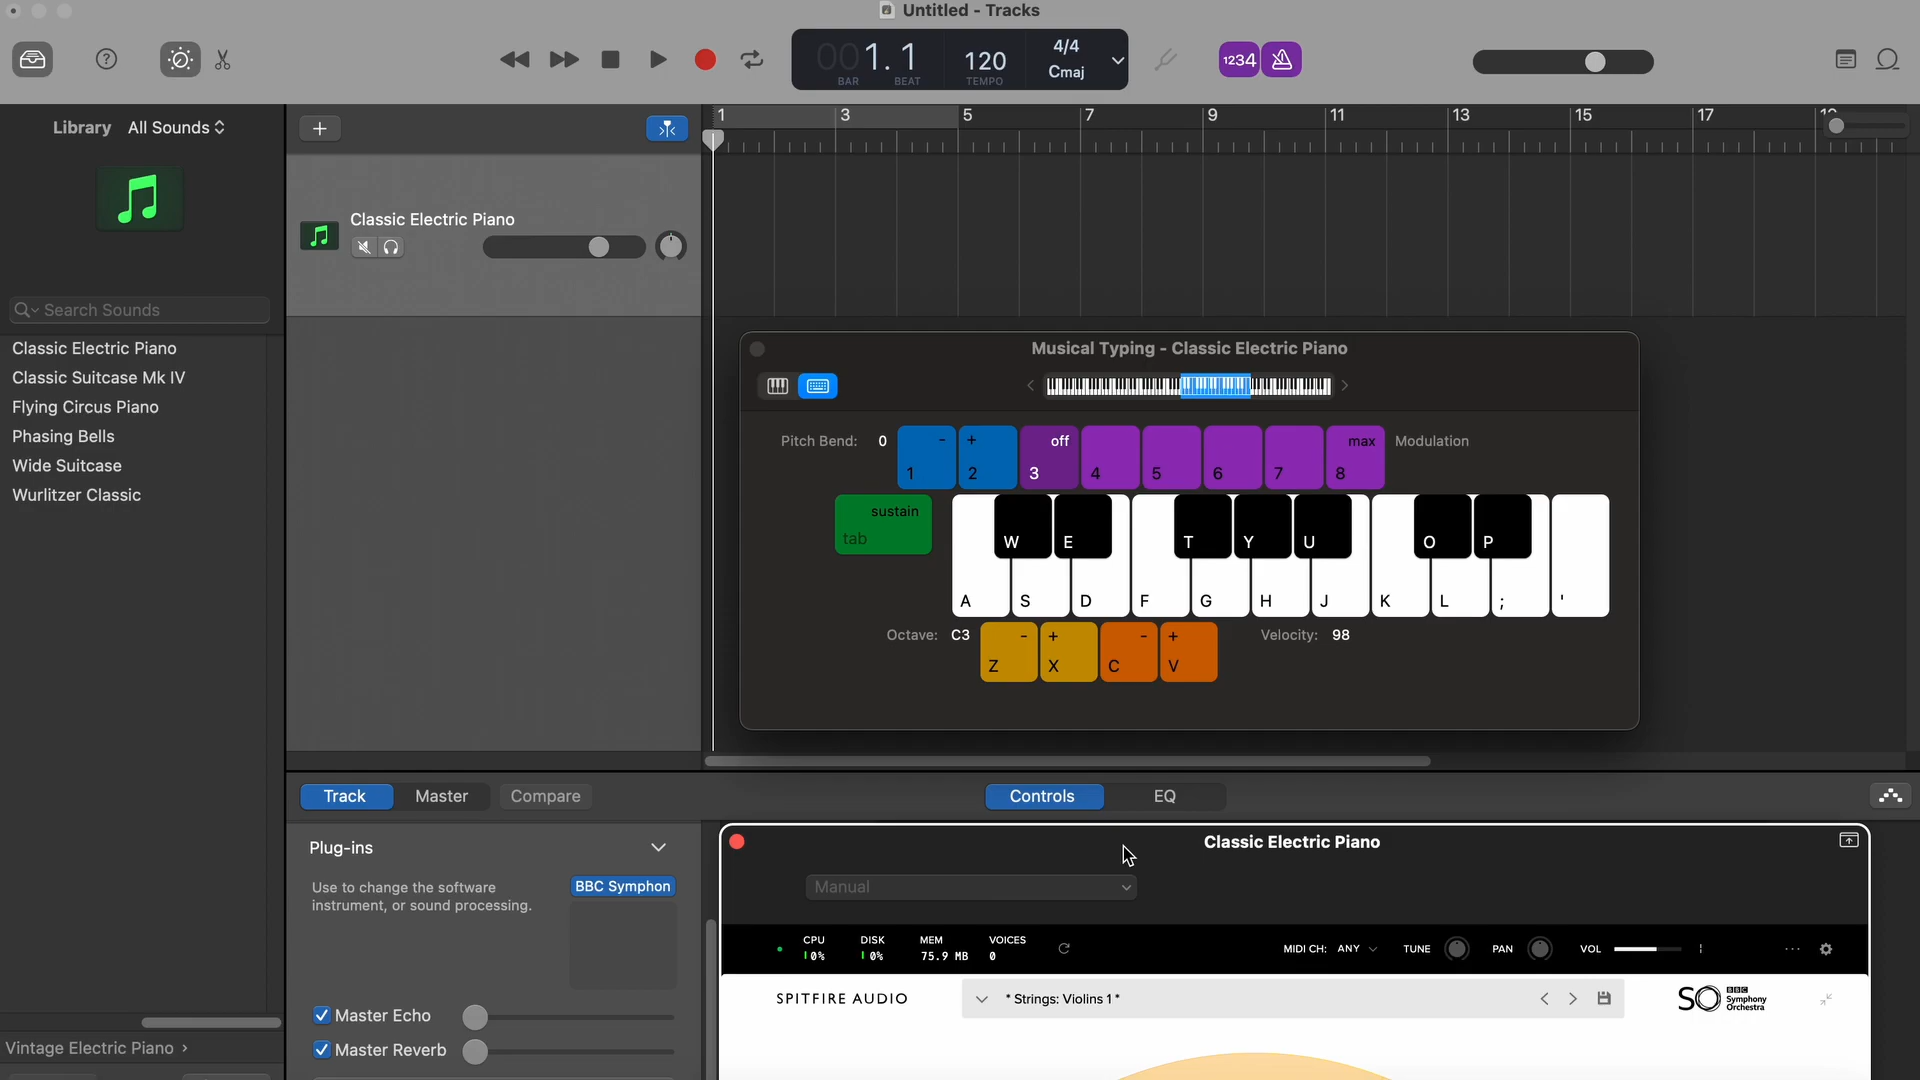 Untitled - Tracks
001.1
BAR
BEAT
120
TEMPO
4/4
Cmaj
1234
Library
All Sounds
1
3
5
7
9
11
13
15
17
Classic Electric Piano
Search Sounds
Classic Electric Piano
Classic Suitcase Mk IV
Flying Circus Piano
Phasing Bells
Wide Suitcase
Wurlitzer Classic
Musical Typing - Classic Electric Piano
Pitch Bend: 0
- 1
+ 2
off 3
4
5
6
7
max 8
Modulation
sustain
tab
W E T Y U O P
A S D F G H J K L ; '
Octave: C3
- Z
+ X
- C
+ V
Velocity: 98
Track
Master
Compare
Controls
EQ
Plug-ins
Use to change the software
instrument, or sound processing.
BBC Symphon
Master Echo
Master Reverb
Vintage Electric Piano ›
Classic Electric Piano
Manual
CPU
0%
DISK
0%
MEM
75.9 MB
VOICES
0
MIDI CH: ANY
TUNE
PAN
VOL
SPITFIRE AUDIO
* Strings: Violins 1 *
SO
BBC
Symphony
Orchestra